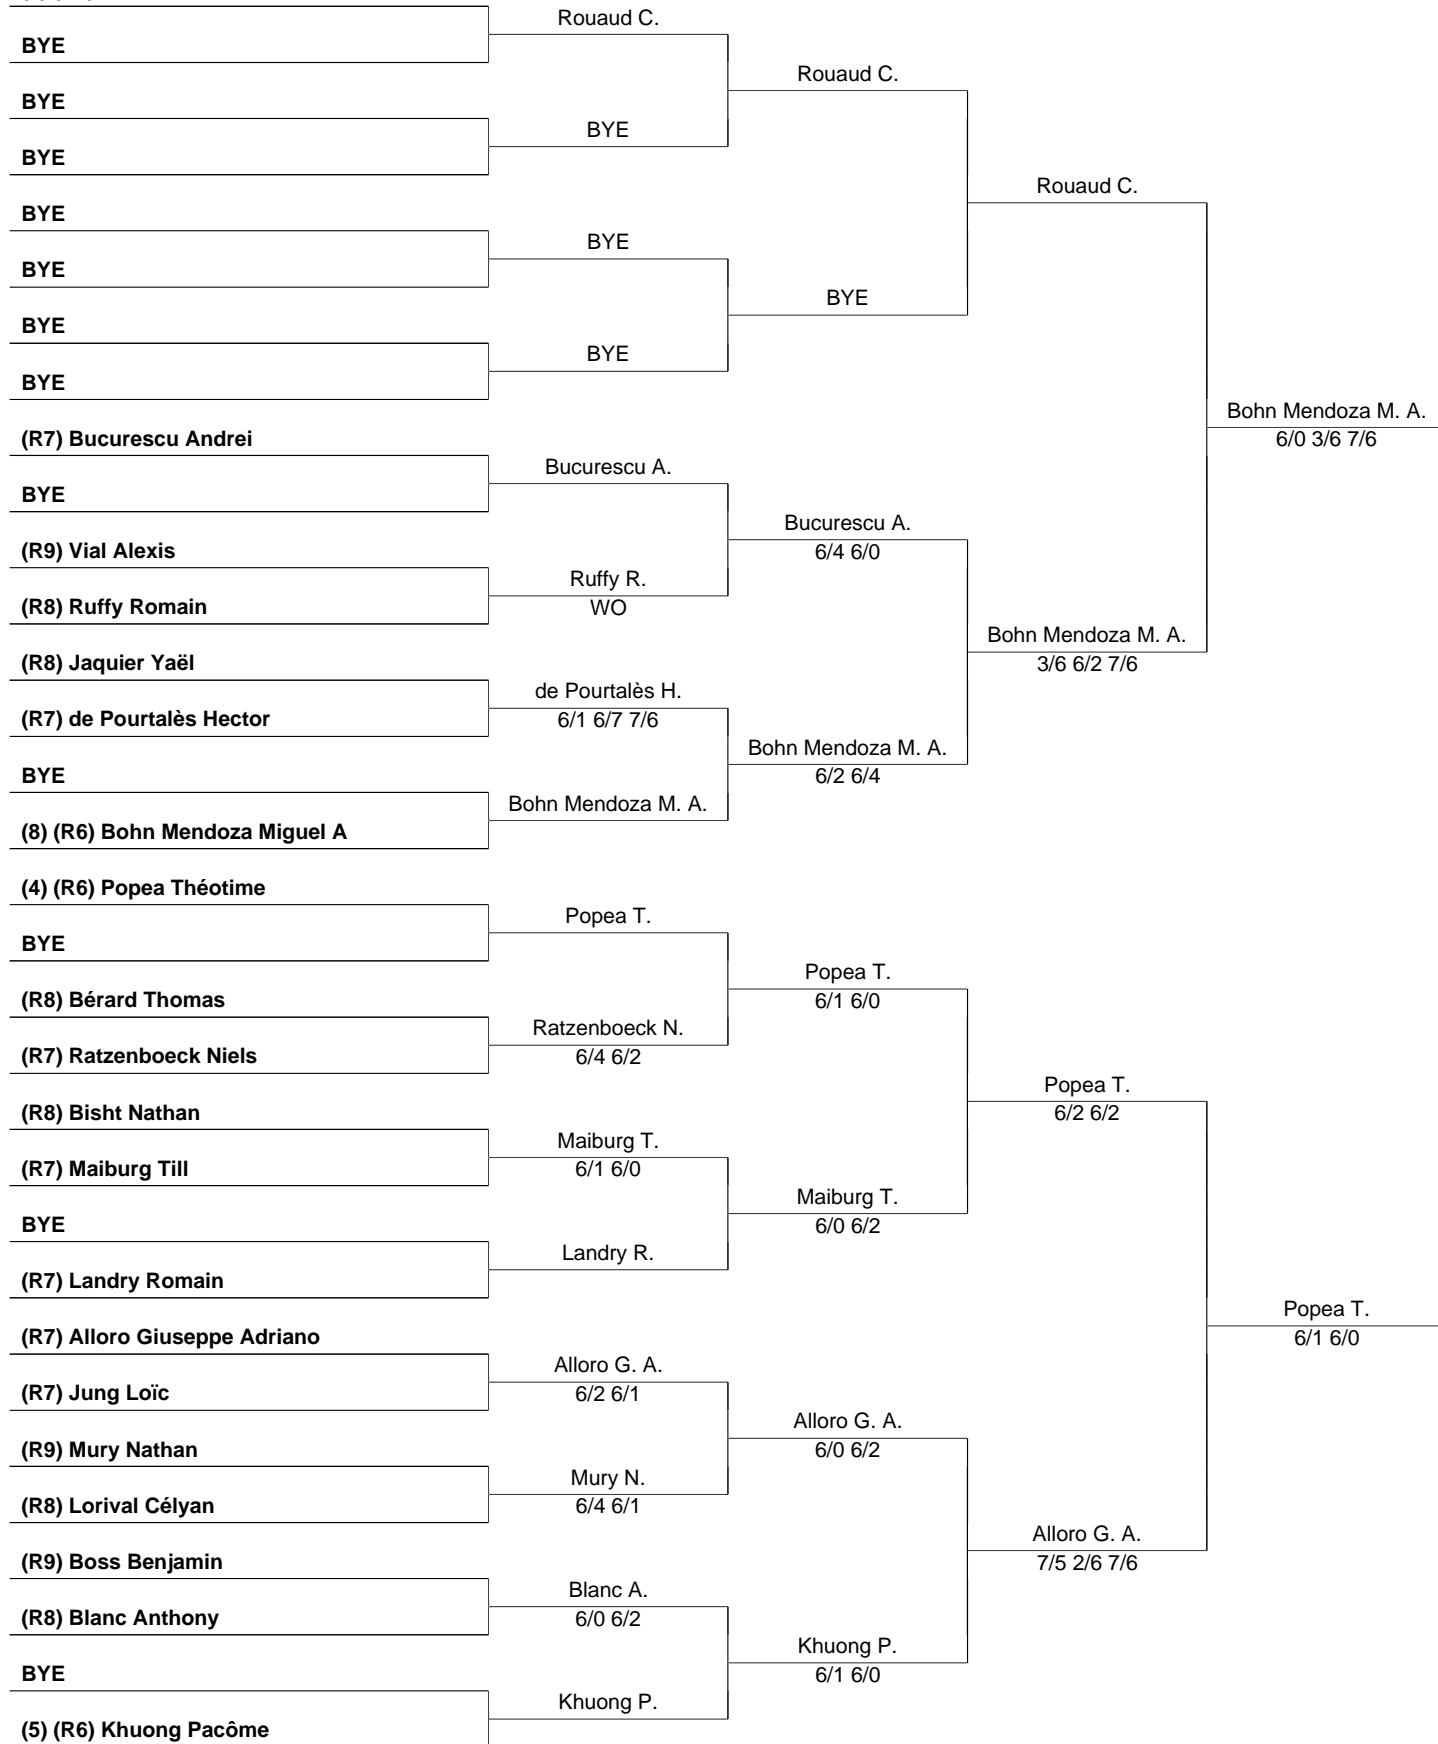 BYE
BYE
BYE
BYE
BYE
BYE
BYE
(R7) Bucurescu Andrei
BYE
(R9) Vial Alexis
(R8) Ruffy Romain
(R8) Jaquier Yaël
(R7) de Pourtalès Hector
BYE
(8) (R6) Bohn Mendoza Miguel A
(4) (R6) Popea Théotime
BYE
(R8) Bérard Thomas
(R7) Ratzenboeck Niels
(R8) Bisht Nathan
(R7) Maiburg Till
BYE
(R7) Landry Romain
(R7) Alloro Giuseppe Adriano
(R7) Jung Loïc
(R9) Mury Nathan
(R8) Lorival Célyan
(R9) Boss Benjamin
(R8) Blanc Anthony
BYE
(5) (R6) Khuong Pacôme
Rouaud C.
BYE
BYE
BYE
Bucurescu A.
Ruffy R.
WO
de Pourtalès H.
6/1 6/7 7/6
Bohn Mendoza M. A.
Popea T.
Ratzenboeck N.
6/4 6/2
Maiburg T.
6/1 6/0
Landry R.
Alloro G. A.
6/2 6/1
Mury N.
6/4 6/1
Blanc A.
6/0 6/2
Khuong P.
Rouaud C.
BYE
Bucurescu A.
6/4 6/0
Bohn Mendoza M. A.
6/2 6/4
Popea T.
6/1 6/0
Maiburg T.
6/0 6/2
Alloro G. A.
6/0 6/2
Khuong P.
6/1 6/0
Rouaud C.
Bohn Mendoza M. A.
3/6 6/2 7/6
Popea T.
6/2 6/2
Alloro G. A.
7/5 2/6 7/6
Bohn Mendoza M. A.
6/0 3/6 7/6
Popea T.
6/1 6/0